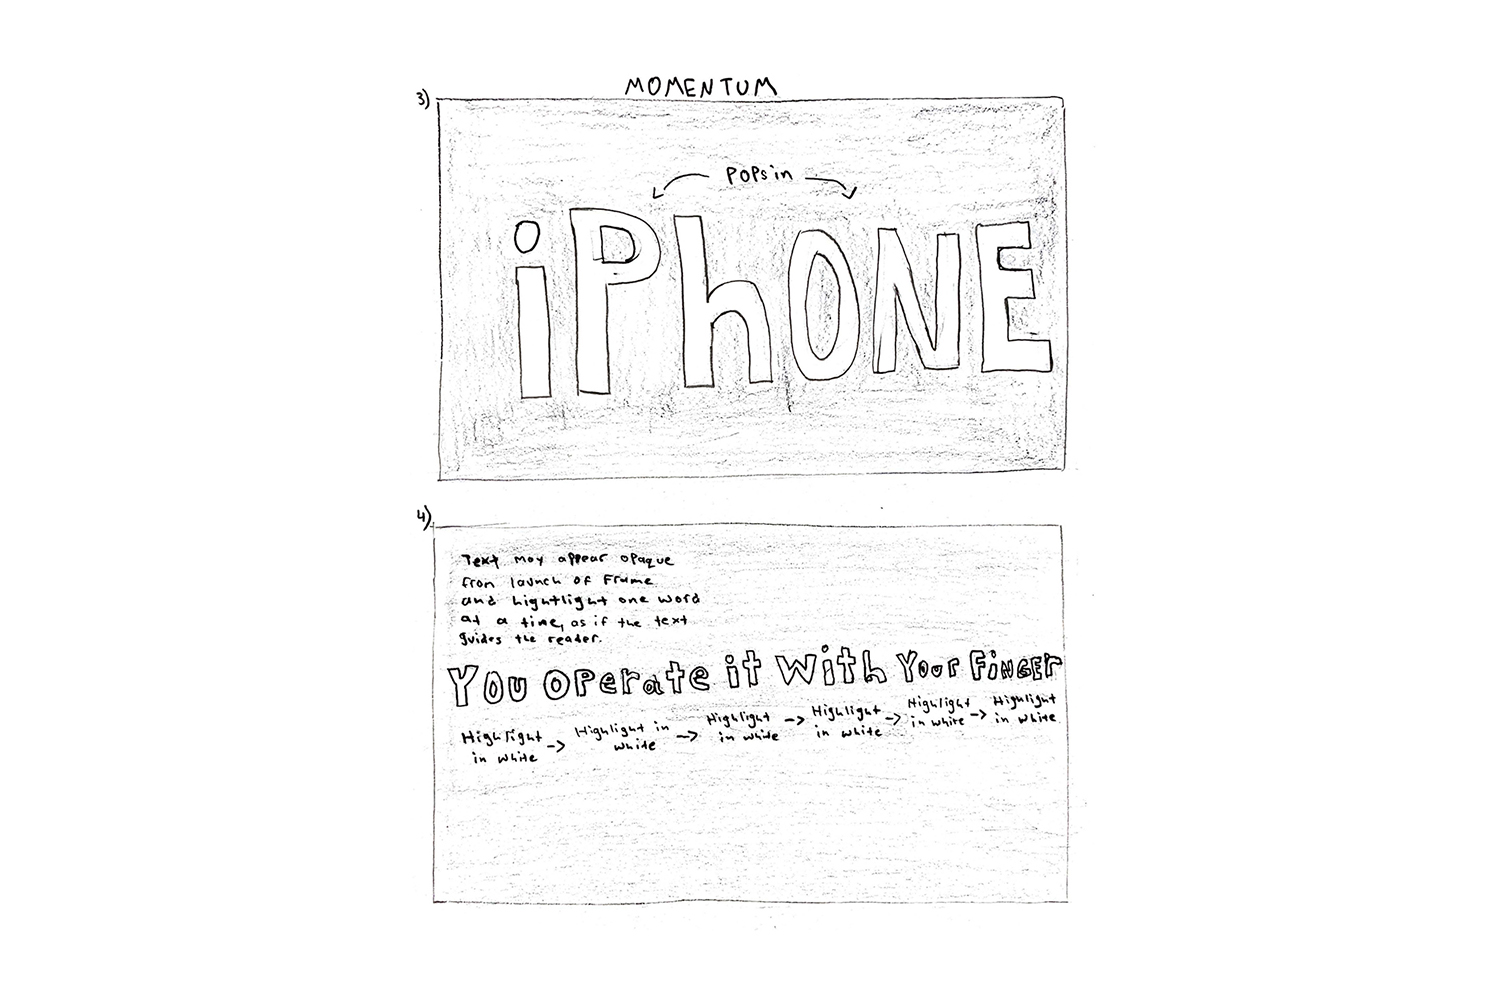 MOMENTUM
3)
Pops in
iPhONE
4)
Text may appear opaque
from launch of Frame
and hightlight one word
at a time, as if the text
guides the reader.
You Operate it With Your FiNGEr
Highlight in white -> Highlight in white -> Highlight in white -> Highlight in white -> Highlight in white -> Highlight in white